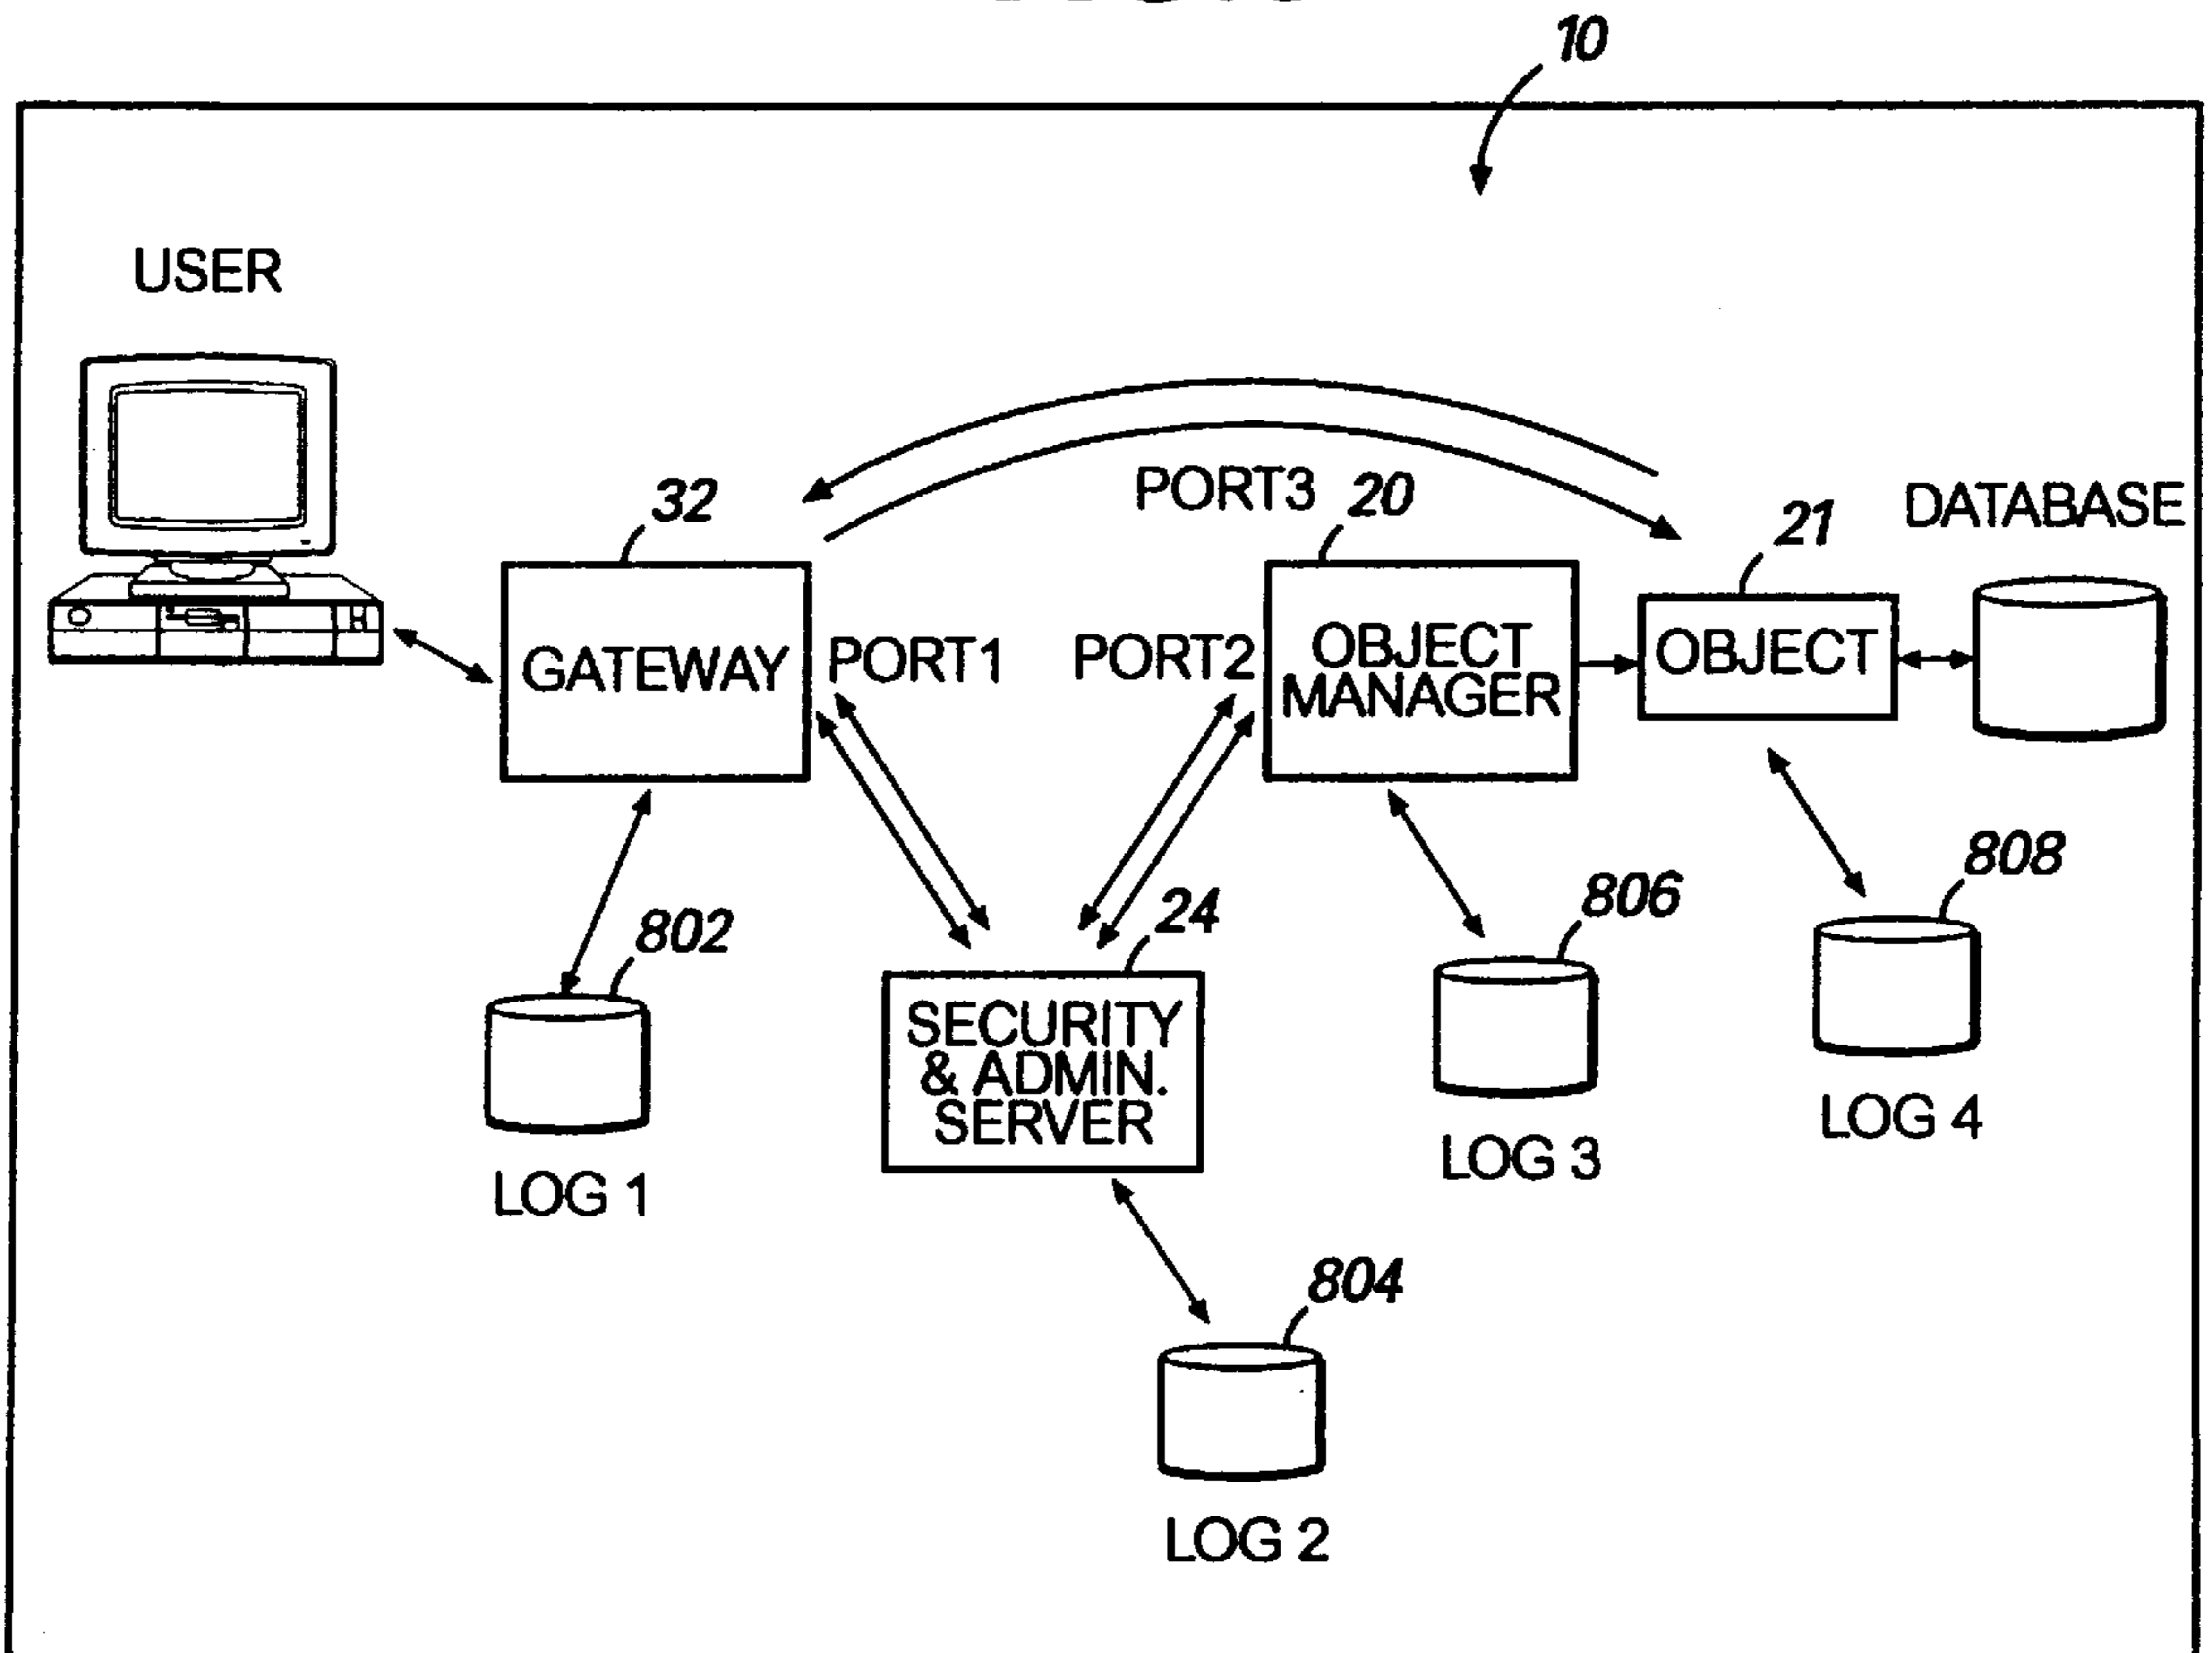 10
USER
32
PORT3
20
21
DATABASE
GATEWAY
PORT1
PORT2
OBJECT
MANAGER
OBJECT
802
24
806
808
SECURITY
& ADMIN.
SERVER
LOG 1
LOG 3
LOG 4
804
LOG 2